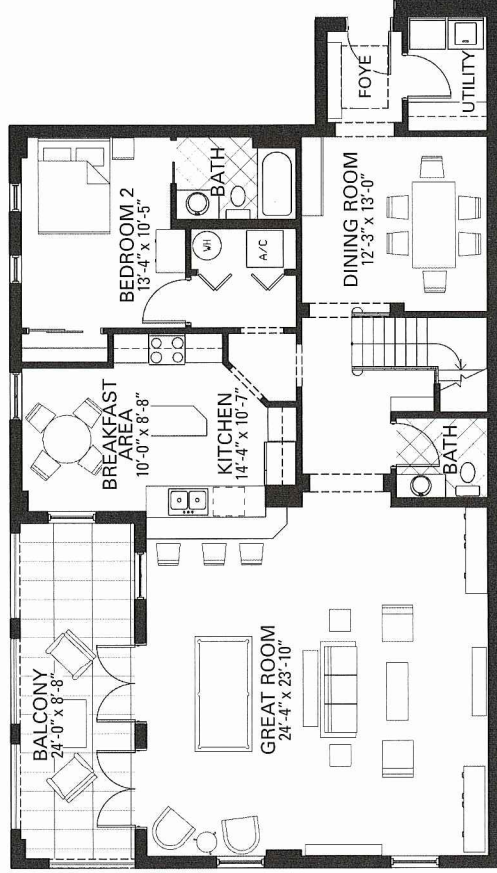 FOYE
UTILITY
BATH
BEDROOM 2
13'-4" x 10'-5"
WH
A/C
DINING ROOM
12'-3" x 13'-0"
BREAKFAST
AREA
10'-0" x 8'-8"
KITCHEN
14'-4" x 10'-7"
BATH
BALCONY
24'-0" x 8'-8"
GREAT ROOM
24'-4" x 23'-10"